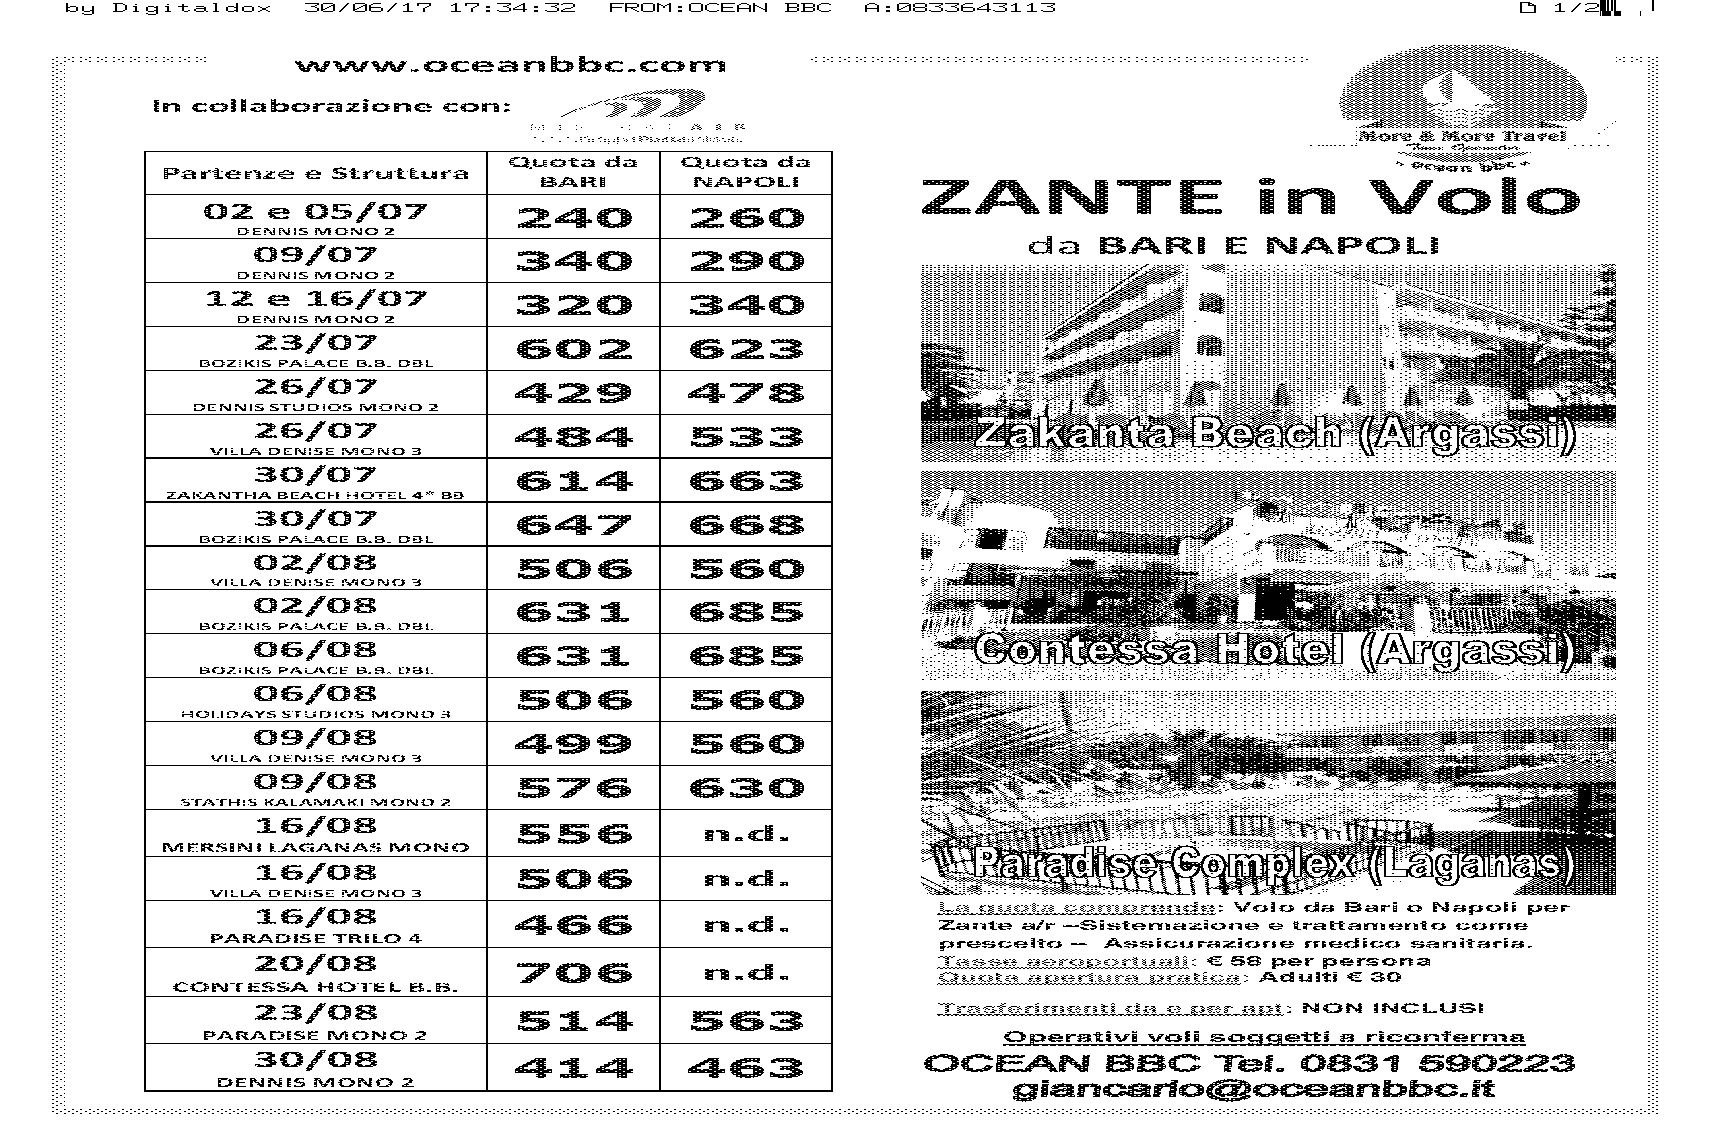 by Digitaldox 30/06/17 17:34:32 FROM:OCEAN BBC A:0833643113 1/2
www.oceanbbc.com
In collaborazione con:
Partenze e Struttura Quota da BARI Quota da NAPOLI
02 e 05/07 240 260
DENNIS MONO 2
09/07 340 290
DENNIS MONO 2
12 e 16/07 320 340
DENNIS MONO 2
23/07 602 623
BOZIKIS PALACE B.B. DBL
26/07 429 478
DENNIS STUDIOS MONO 2
26/07 484 533
VILLA DENISE MONO 3
30/07 614 663
ZAKANTHA BEACH HOTEL 4* BB
30/07 647 668
BOZIKIS PALACE B.B. DBL
02/08 506 560
VILLA DENISE MONO 3
02/08 631 685
BOZIKIS PALACE B.B. DBL
06/08 631 685
BOZIKIS PALACE B.B. DBL
06/08 506 560
HOLIDAYS STUDIOS MONO 3
09/08 499 560
VILLA DENISE MONO 3
09/08 576 630
STATHIS KALAMAKI MONO 2
16/08 556 n.d.
MERSINI LAGANAS MONO
16/08 506 n.d.
VILLA DENISE MONO 3
16/08 466 n.d.
PARADISE TRILO 4
20/08 706 n.d.
CONTESSA HOTEL B.B.
23/08 514 563
PARADISE MONO 2
30/08 414 463
DENNIS MONO 2
More & More Travel
Tour Operator
"Ocean bbc"
ZANTE in Volo
da BARI E NAPOLI
Zakanta Beach (Argassi)
Contessa Hotel (Argassi)
Paradise Complex (Laganas)
La quota comprende: Volo da Bari o Napoli per
Zante a/r –Sistemazione e trattamento come
prescelto – Assicurazione medico sanitaria.
Tasse aeroportuali: € 58 per persona
Quota apertura pratica: Adulti € 30
Trasferimenti da e per apt: NON INCLUSI
Operativi voli soggetti a riconferma
OCEAN BBC Tel. 0831 590223
giancarlo@oceanbbc.it